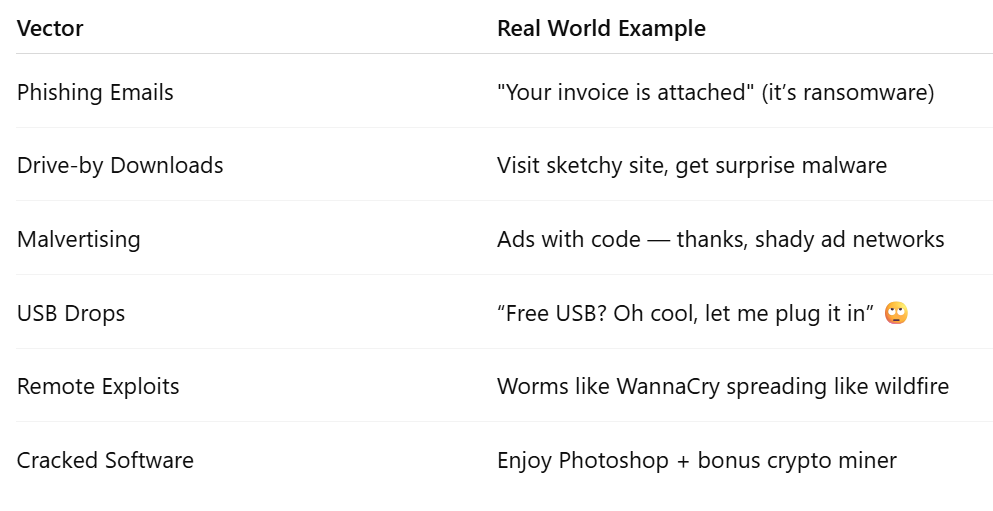 Vector Real World Example
Phishing Emails "Your invoice is attached" (it’s ransomware)
Drive-by Downloads Visit sketchy site, get surprise malware
Malvertising Ads with code — thanks, shady ad networks
USB Drops “Free USB? Oh cool, let me plug it in” 🙄
Remote Exploits Worms like WannaCry spreading like wildfire
Cracked Software Enjoy Photoshop + bonus crypto miner